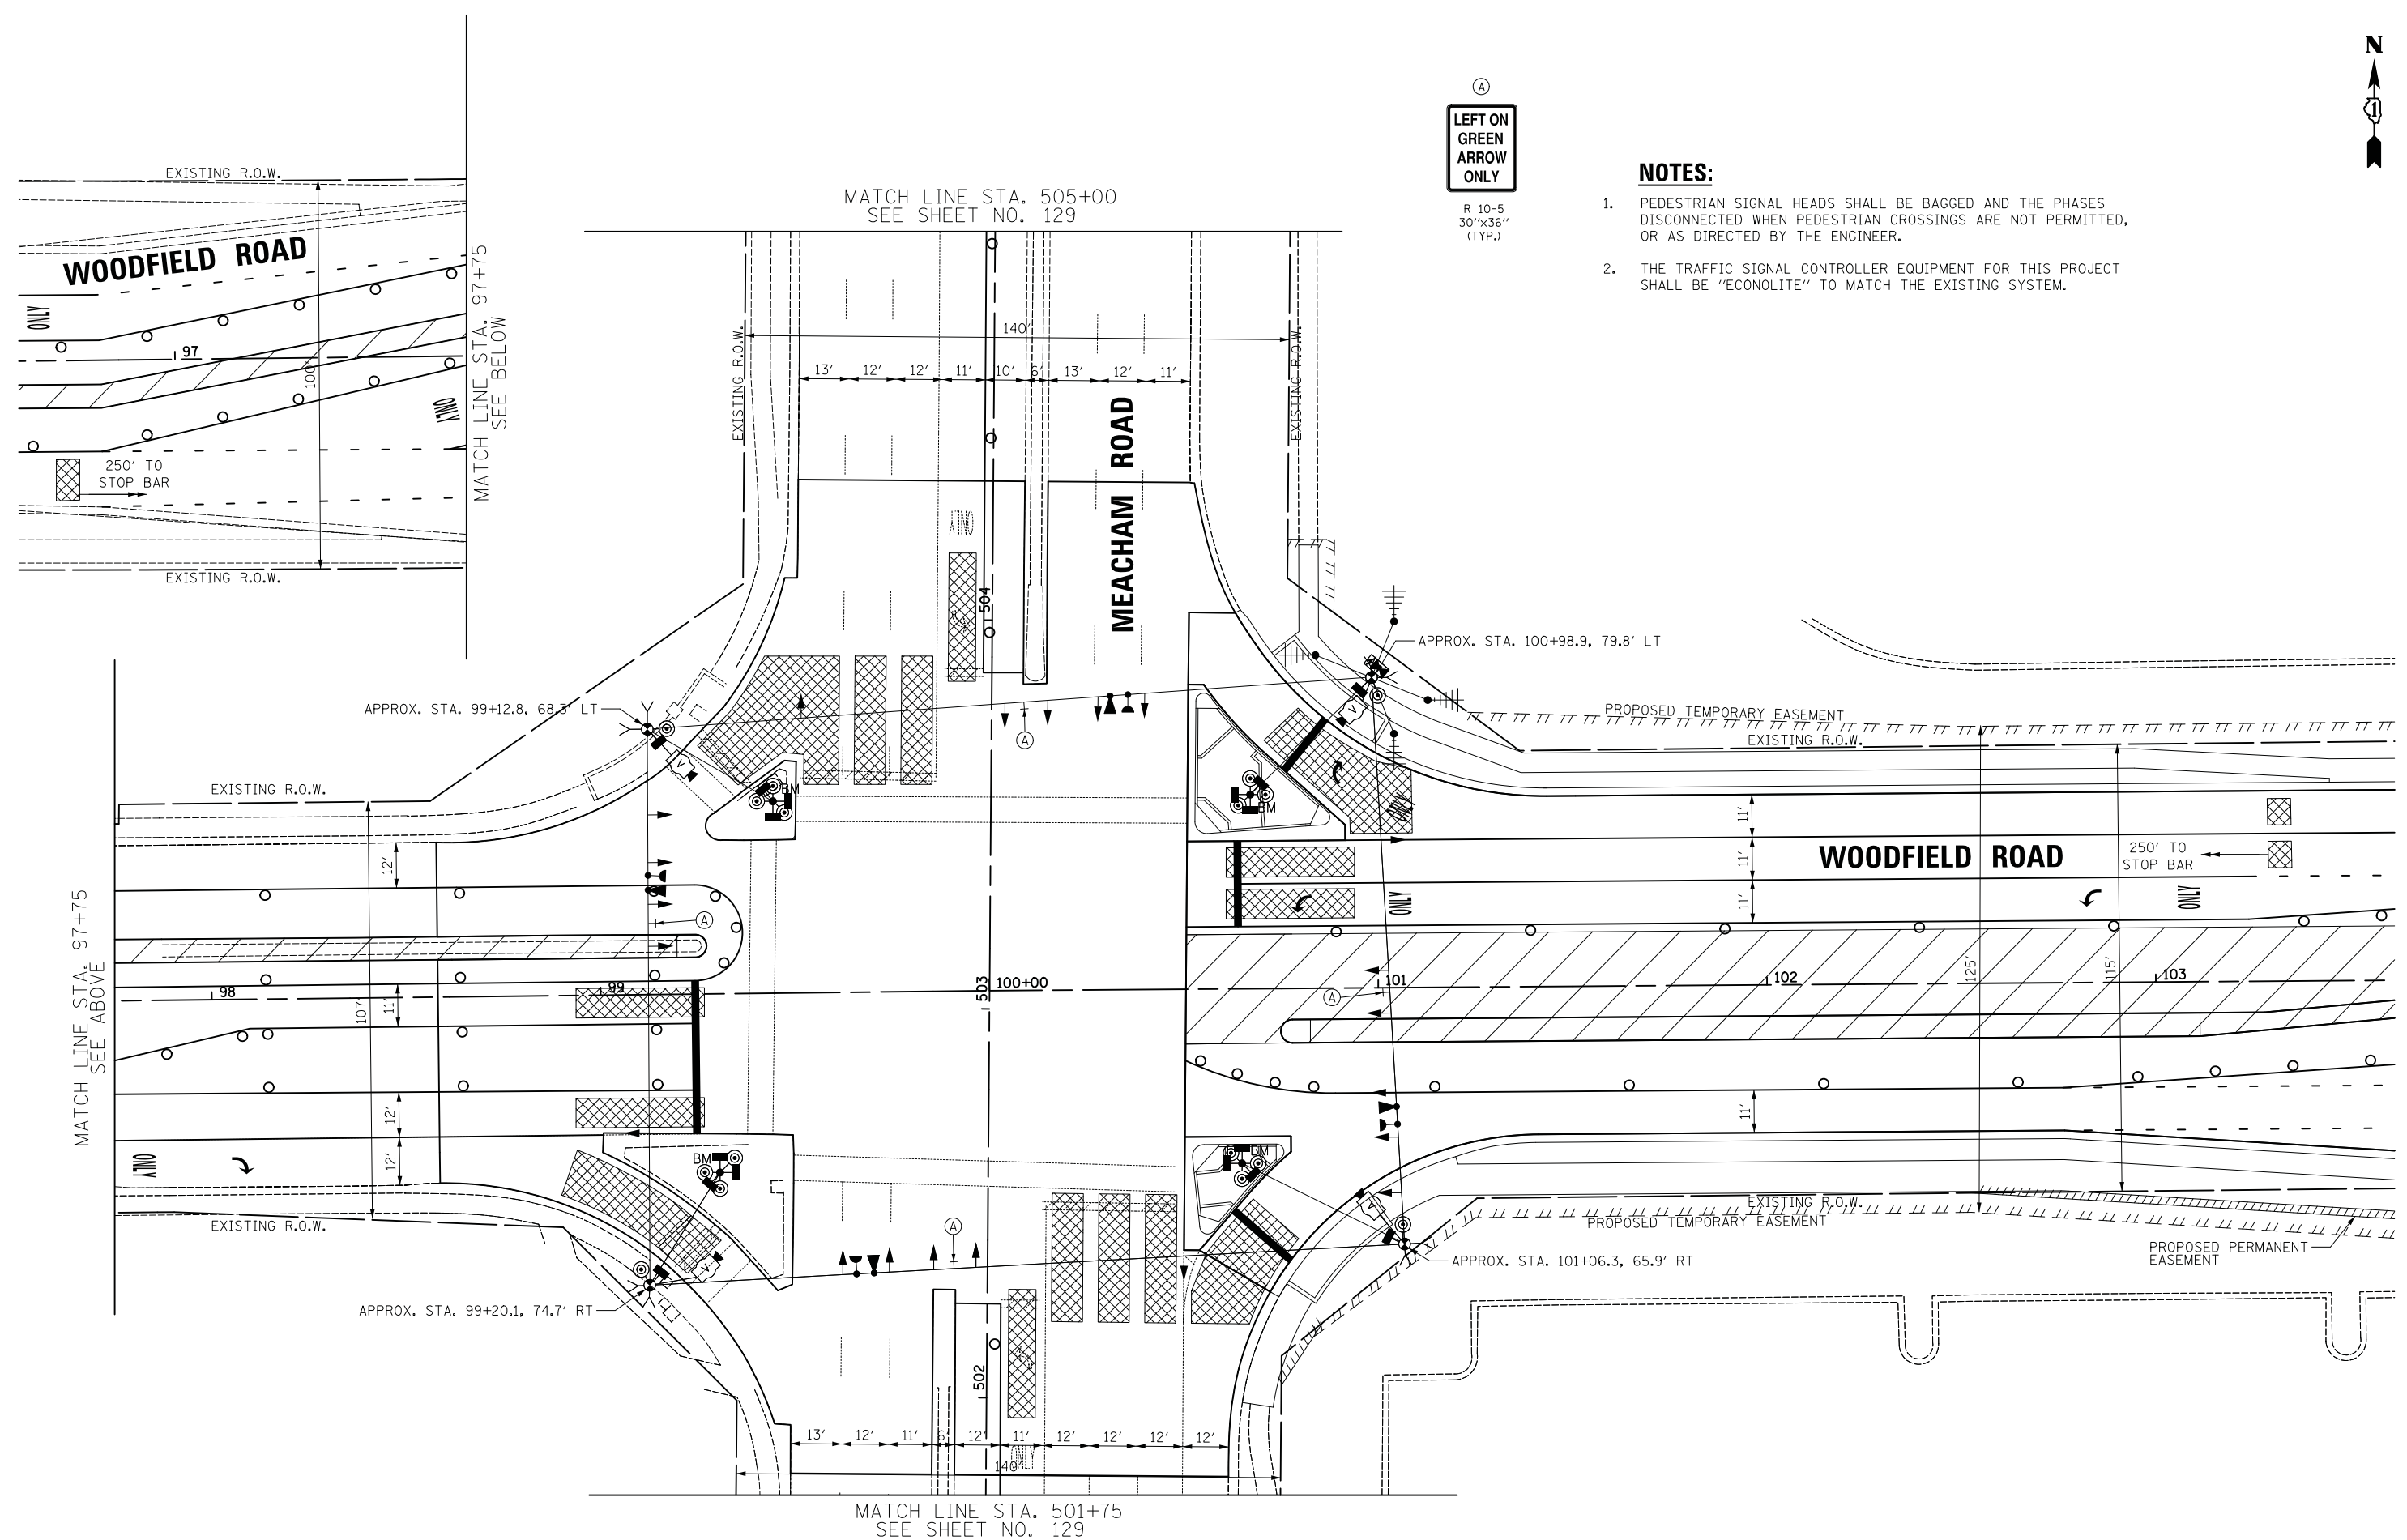 N
1
A
LEFT ON
GREEN
ARROW
ONLY
R 10-5
30"x36"
(TYP.)
NOTES:
1. PEDESTRIAN SIGNAL HEADS SHALL BE BAGGED AND THE PHASES
DISCONNECTED WHEN PEDESTRIAN CROSSINGS ARE NOT PERMITTED,
OR AS DIRECTED BY THE ENGINEER.
2. THE TRAFFIC SIGNAL CONTROLLER EQUIPMENT FOR THIS PROJECT
SHALL BE "ECONOLITE" TO MATCH THE EXISTING SYSTEM.
EXISTING R.O.W.
WOODFIELD ROAD
ONLY
97
100'
ONLY
250' TO
STOP BAR
EXISTING R.O.W.
MATCH LINE STA. 97+75
SEE BELOW
MATCH LINE STA. 505+00
SEE SHEET NO. 129
EXISTING R.O.W.
140'
EXISTING R.O.W.
13' 12' 12' 11' 10' 6' 13' 12' 11'
MEACHAM ROAD
ONLY
504
APPROX. STA. 100+98.9, 79.8' LT
APPROX. STA. 99+12.8, 68.3' LT
A
V
V
BM
BM
PROPOSED TEMPORARY EASEMENT
EXISTING R.O.W.
EXISTING R.O.W.
MATCH LINE STA. 97+75
SEE ABOVE
12'
107'
A
98
99
11'
12'
12'
ONLY
503
100+00
ONLY
11'
11'
11'
WOODFIELD ROAD
250' TO
STOP BAR
ONLY
ONLY
A
101
102
103
125'
115'
11'
BM
BM
V
V
EXISTING R.O.W.
APPROX. STA. 99+20.1, 74.7' RT
A
EXISTING R.O.W.
PROPOSED TEMPORARY EASEMENT
APPROX. STA. 101+06.3, 65.9' RT
PROPOSED PERMANENT
EASEMENT
502
13' 12' 11' 6' 12' 11' 12' 12' 12' 12'
ONLY
140'
MATCH LINE STA. 501+75
SEE SHEET NO. 129